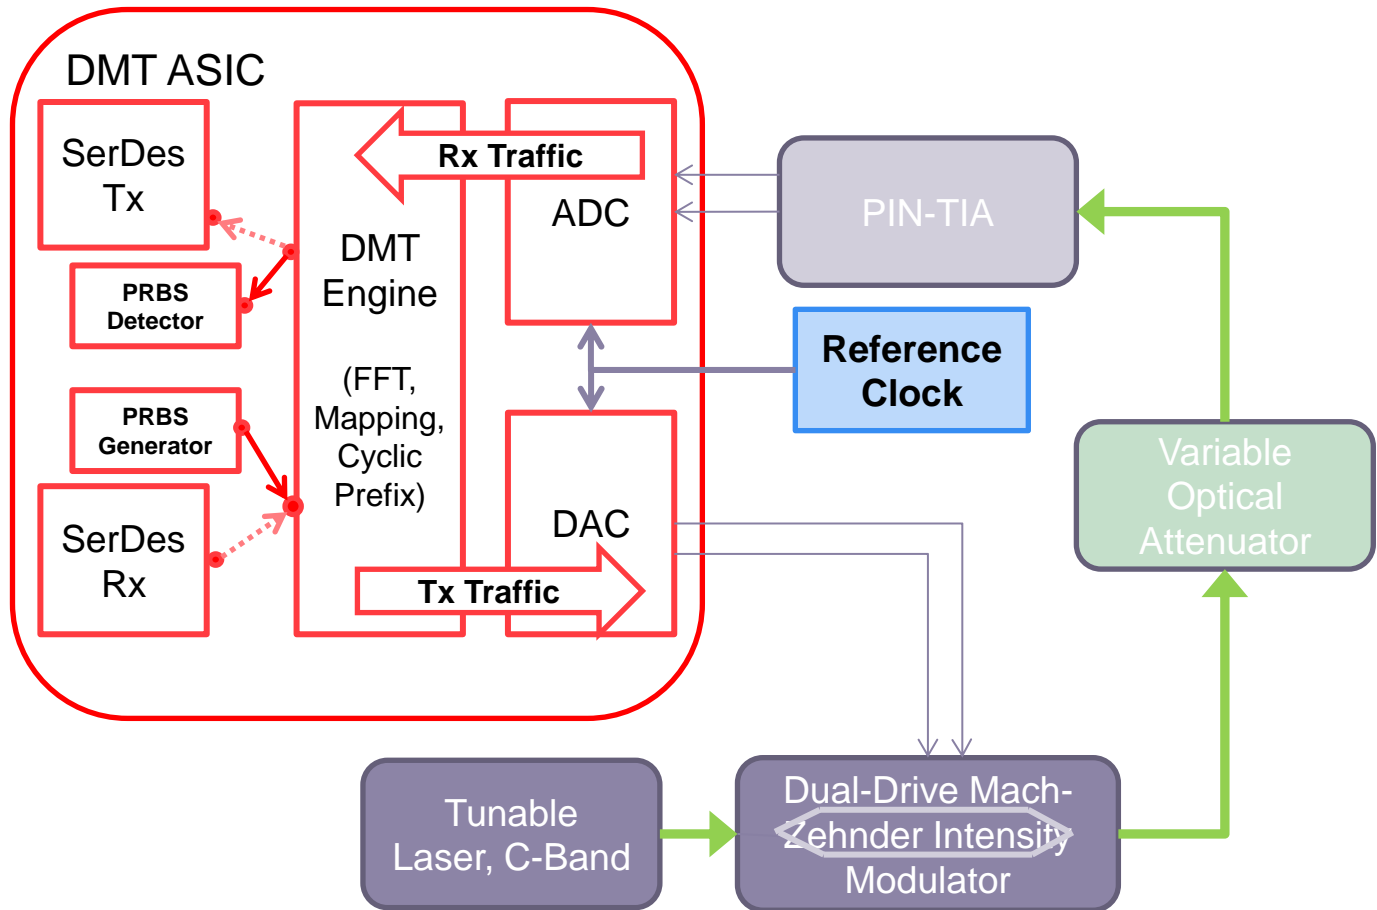 DMT ASIC
SerDes
Tx
PRBS
Detector
PRBS
Generator
SerDes
Rx
DMT
Engine
(FFT,
Mapping,
Cyclic
Prefix)
Rx Traffic
ADC
DAC
Tx Traffic
PIN-TIA
Reference
Clock
Variable
Optical
Attenuator
Tunable
Laser, C-Band
Dual-Drive Mach-
Zehnder Intensity
Modulator